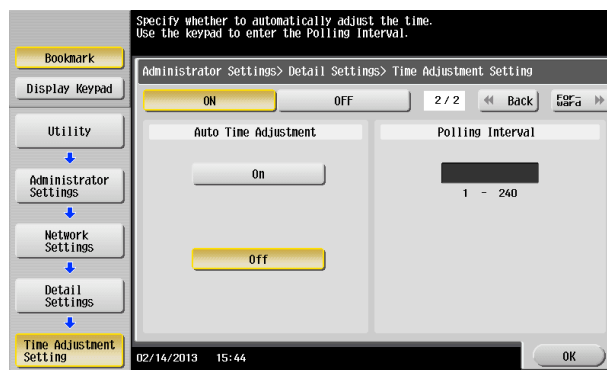 Specify whether to automatically adjust the time.
Use the keypad to enter the Polling Interval.
Bookmark
Display Keypad
Utility
Administrator
Settings
Network
Settings
Detail
Settings
Time Adjustment
Setting
Administrator Settings> Detail Settings> Time Adjustment Setting
ON OFF 2/2 Back For-
ward
Auto Time Adjustment
On
Off
Polling Interval
1 - 240
02/14/2013 15:44
OK